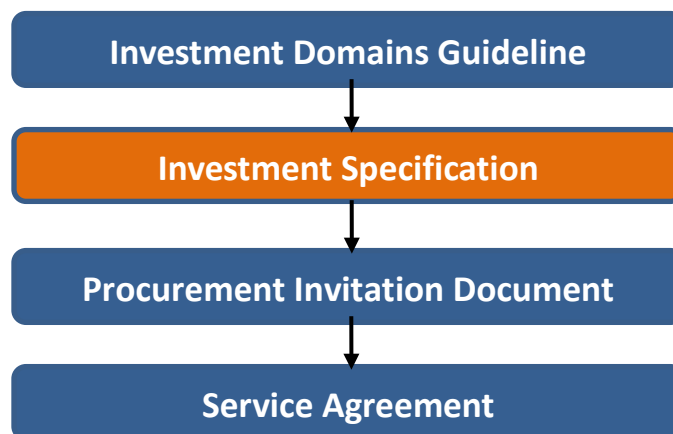 Investment Domains Guideline
Investment Specification
Procurement Invitation Document
Service Agreement